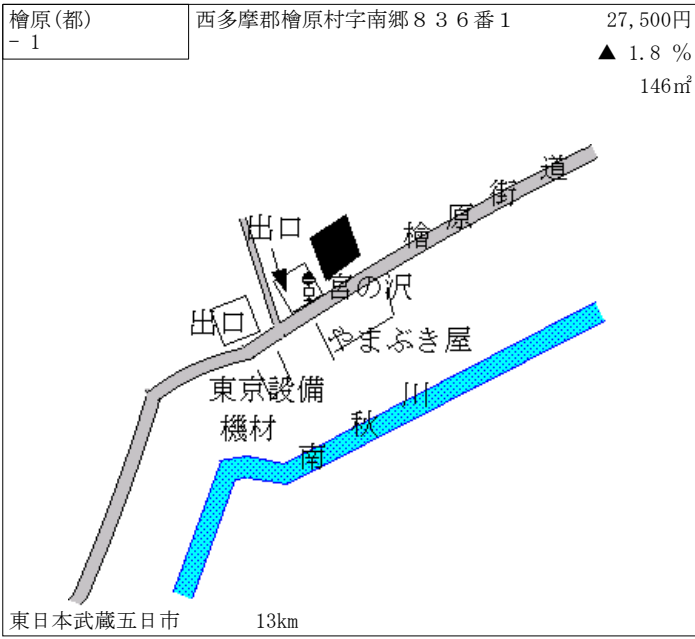 檜原(都)
－１
西多摩郡檜原村字南郷８３６番１
27,500円
▲ 1.8 %
146㎡
檜原街道
出口
宮の沢
出口
やまぶき屋
東京設備
機材
南秋川
東日本武蔵五日市 13km